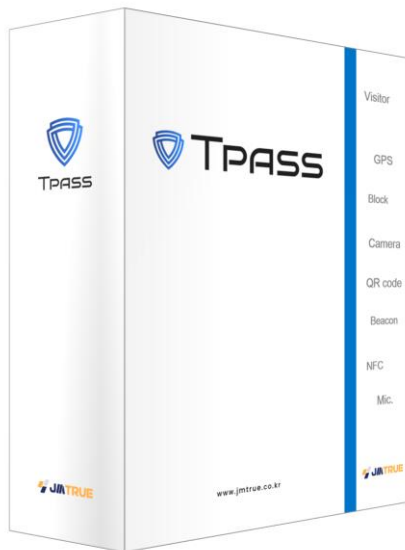 TPASS
JMTRUE
TPASS
www.jmtrue.co.kr
Visitor
GPS
Block
Camera
QR code
Beacon
NFC
Mic.
JMTRUE